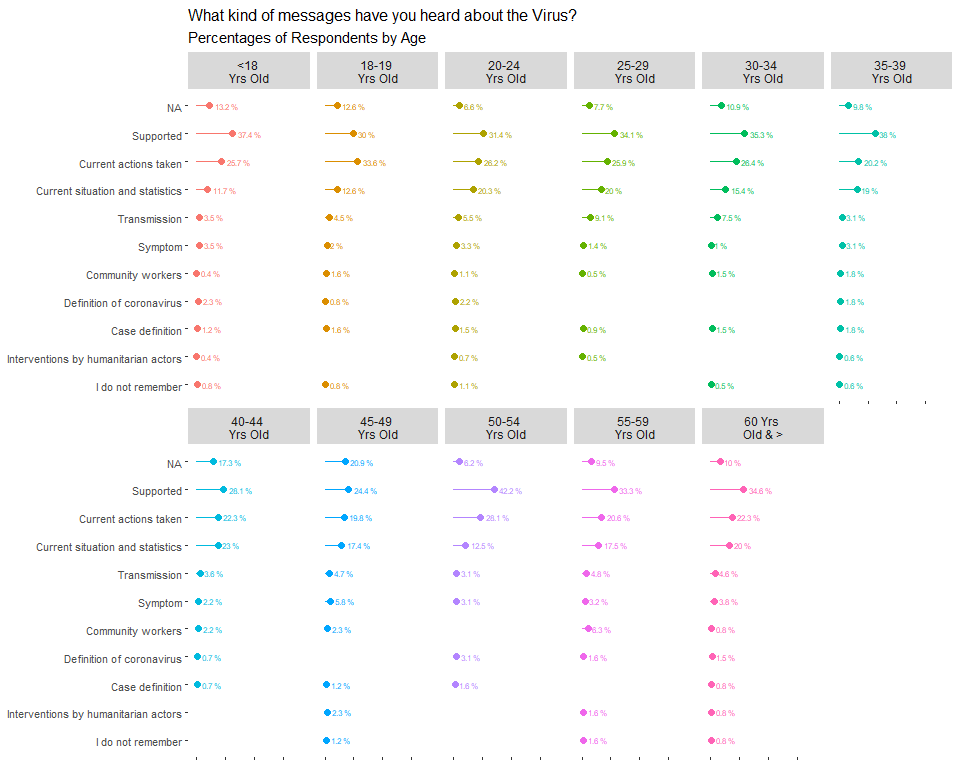 What kind of messages have you heard about the Virus?
Percentages of Respondents by Age
<18 18-19 20-24 25-29 30-34 35-39
Yrs Old Yrs Old Yrs Old Yrs Old Yrs Old Yrs Old
NA 13.2 % 12.6 % 6.6 % 7.7 % 10.9 % 9.8 %
Supported 37.4 % 30 % 31.4 % 34.1 % 35.3 % 38 %
Current actions taken 25.7 % 33.6 % 26.2 % 25.9 % 26.4 % 20.2 %
Current situation and statistics 11.7 % 12.6 % 20.3 % 20 % 15.4 % 19 %
Transmission 3.5 % 4.5 % 5.5 % 9.1 % 7.5 % 3.1 %
Symptom 3.5 % 2 % 3.3 % 1.4 % 1 % 3.1 %
Community workers 0.4 % 1.6 % 1.1 % 0.5 % 1.5 % 1.8 %
Definition of coronavirus 2.3 % 0.8 % 2.2 % 1.8 %
Case definition 1.2 % 1.6 % 1.5 % 0.9 % 1.5 % 1.8 %
Interventions by humanitarian actors 0.4 % 0.7 % 0.5 % 0.6 %
I do not remember 0.8 % 0.8 % 1.1 % 0.5 % 0.6 %
40-44 45-49 50-54 55-59 60 Yrs
Yrs Old Yrs Old Yrs Old Yrs Old Old & >
NA 17.3 % 20.9 % 6.2 % 9.5 % 10 %
Supported 28.1 % 24.4 % 42.2 % 33.3 % 34.6 %
Current actions taken 22.3 % 19.8 % 28.1 % 20.6 % 22.3 %
Current situation and statistics 23 % 17.4 % 12.5 % 17.5 % 20 %
Transmission 3.6 % 4.7 % 3.1 % 4.8 % 4.6 %
Symptom 2.2 % 5.8 % 3.1 % 3.2 % 3.8 %
Community workers 2.2 % 2.3 % 6.3 % 0.8 %
Definition of coronavirus 0.7 % 3.1 % 1.6 % 1.5 %
Case definition 0.7 % 1.2 % 1.6 % 0.8 %
Interventions by humanitarian actors 2.3 % 1.6 % 0.8 %
I do not remember 1.2 % 1.6 % 0.8 %